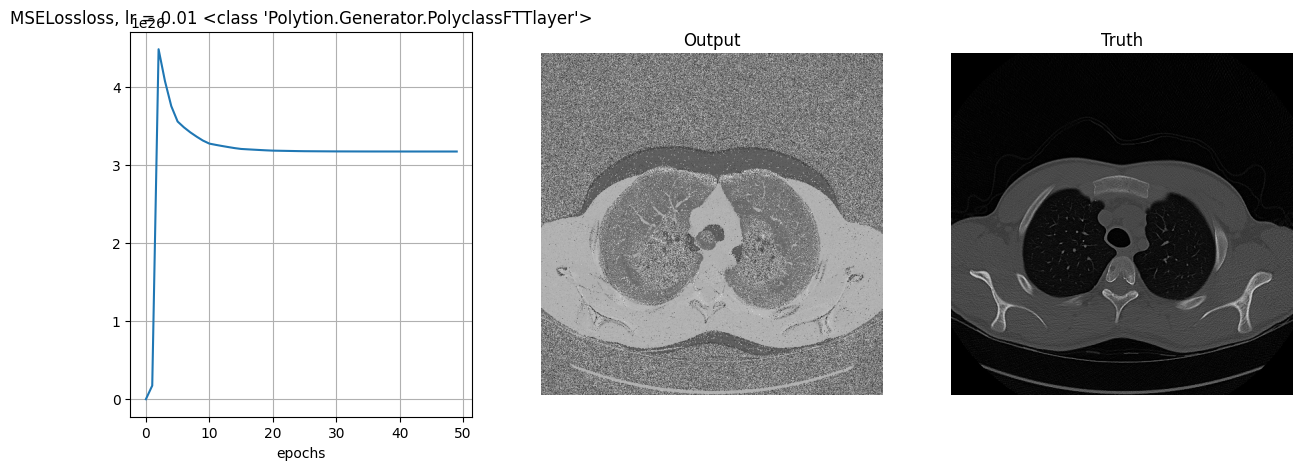 MSELossloss, lr = 0.01 <class 'Polytion.Generator.PolyclassFTTlayer'>
1e26
Output
Truth
4
3
2
1
0
0 10 20 30 40 50
epochs